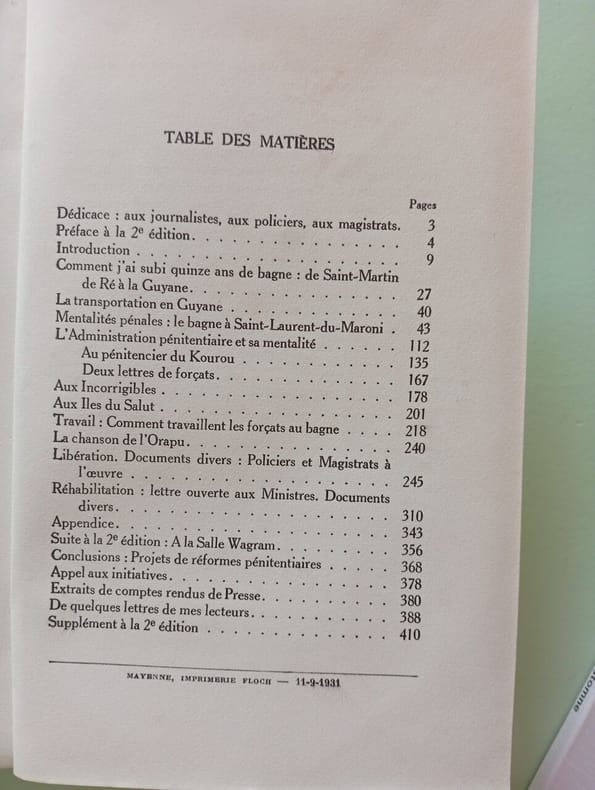 TABLE DES MATIÈRES
Pages
Dédicace : aux journalistes, aux policiers, aux magistrats. 3
Préface à la 2e édition. . . . . . . . . . . . . 4
Introduction . . . . . . . . . . . . . . . 9
Comment j'ai subi quinze ans de bagne : de Saint-Martin
de Ré à la Guyane. . . . . . . . . . . . . 27
La transportation en Guyane . . . . . . . . . . 40
Mentalités pénales : le bagne à Saint-Laurent-du-Maroni . 43
L'Administration pénitentiaire et sa mentalité . . . . . . 112
Au pénitencier du Kourou . . . . . . . . . . 135
Deux lettres de forçats. . . . . . . . . . . . 167
Aux Incorrigibles . . . . . . . . . . . . . . 178
Aux Iles du Salut . . . . . . . . . . . . . . 201
Travail : Comment travaillent les forçats au bagne . . . . 218
La chanson de l'Orapu. . . . . . . . . . . . . 240
Libération. Documents divers : Policiers et Magistrats à
l'œuvre . . . . . . . . . . . . . . . . 245
Réhabilitation : lettre ouverte aux Ministres. Documents
divers. . . . . . . . . . . . . . . . . 310
Appendice. . . . . . . . . . . . . . . . . 343
Suite à la 2e édition : A la Salle Wagram. . . . . . . . 356
Conclusions : Projets de réformes pénitentiaires . . . . . 368
Appel aux initiatives. . . . . . . . . . . . . . 378
Extraits de comptes rendus de Presse. . . . . . . . . 380
De quelques lettres de mes lecteurs. . . . . . . . . . 388
Supplément à la 2e édition . . . . . . . . . . . 410
MAYENNE, IMPRIMERIE FLOCH — 11-9-1931